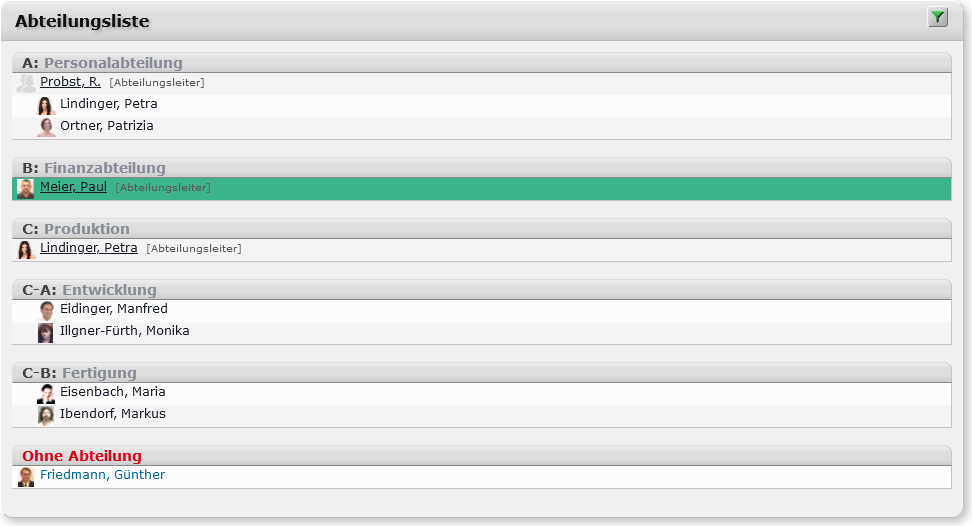 Abteilungsliste
A: Personalabteilung
Probst, R. [Abteilungsleiter]
Lindinger, Petra
Ortner, Patrizia
B: Finanzabteilung
Meier, Paul [Abteilungsleiter]
C: Produktion
Lindinger, Petra [Abteilungsleiter]
C-A: Entwicklung
Eidinger, Manfred
Illgner-Fürth, Monika
C-B: Fertigung
Eisenbach, Maria
Ibendorf, Markus
Ohne Abteilung
Friedmann, Günther